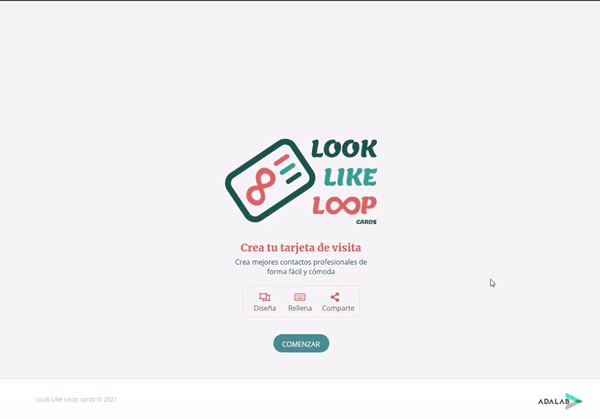 LOOK
LIKE
LOOP
CARDS
Crea tu tarjeta de visita
Crea mejores contactos profesionales de
forma fácil y cómoda
Diseña Rellena Comparte
COMENZAR
Look Like Loop cards © 2021
ADALAB